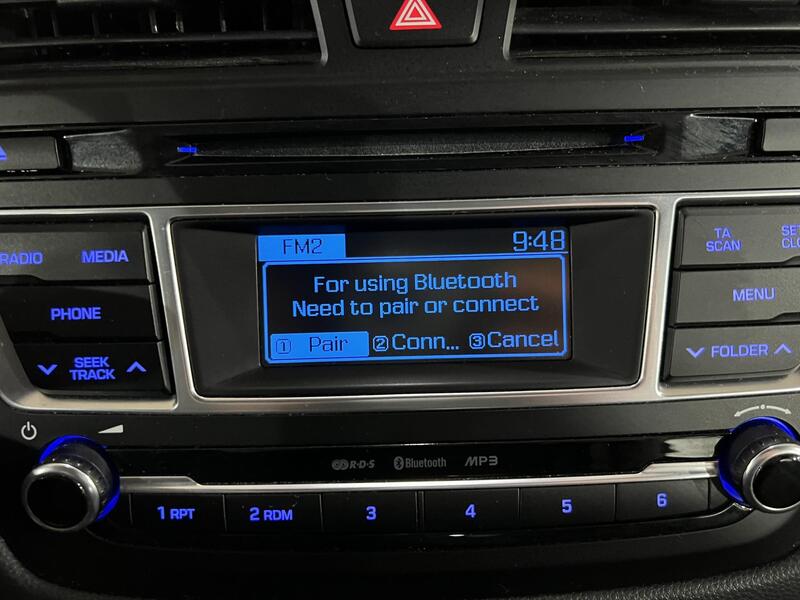 FM2 9:48
For using Bluetooth
Need to pair or connect
1 Pair 2 Conn... 3 Cancel
RADIO MEDIA
PHONE
SEEK
TRACK
TA
SCAN
MENU
FOLDER
R·D·S Bluetooth MP3
1 RPT 2 RDM 3 4 5 6